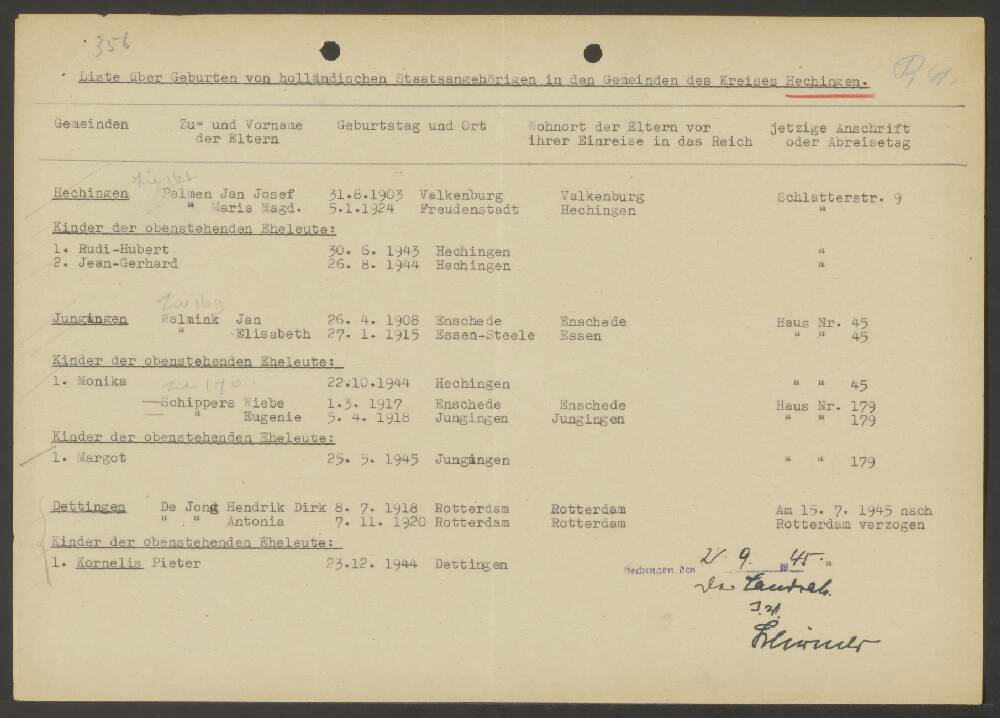 356
Liste über Geburten von holländischen Staatsangehörigen in den Gemeinden des Kreises Hechingen.
Gemeinden Zu= und Vorname Geburtstag und Ort Wohnort der Eltern vor jetzige Anschrift
der Eltern ihrer Einreise in das Reich oder Abreisetag
Hechingen Palmen Jan Josef 31.8.1903 Valkenburg Valkenburg Schlatterstr. 9
" Maria Magd. 5.1.1924 Freudenstadt Hechingen "
Kinder der obenstehenden Eheleute:
1. Rudi-Hubert 30. 6. 1943 Hechingen "
2. Jean-Gerhard 26. 8. 1944 Hechingen "
Jungingen Walmink Jan 26. 4. 1908 Enschede Enschede Haus Nr. 45
" Elisabeth 27. 1. 1915 Essen-Steele Essen " " 45
Kinder der obenstehenden Eheleute:
1. Monika 22.10.1944 Hechingen " " 45
Schippers Wiebe 1.3. 1917 Enschede Enschede Haus Nr. 179
" Eugenie 5. 4. 1918 Jungingen Jungingen " " 179
Kinder der obenstehenden Eheleute:
1. Margot 25. 5. 1945 Jungingen " " 179
Dettingen De Jong Hendrik Dirk 8. 7. 1918 Rotterdam Rotterdam Am 15. 7. 1945 nach
" " Antonia 7. 11. 1920 Rotterdam Rotterdam Rotterdam verzogen
Kinder der obenstehenden Eheleute:
1. Kornelis Pieter 23.12. 1944 Dettingen "
Hechingen, den 21. 9. 1945.
Der Landrat.